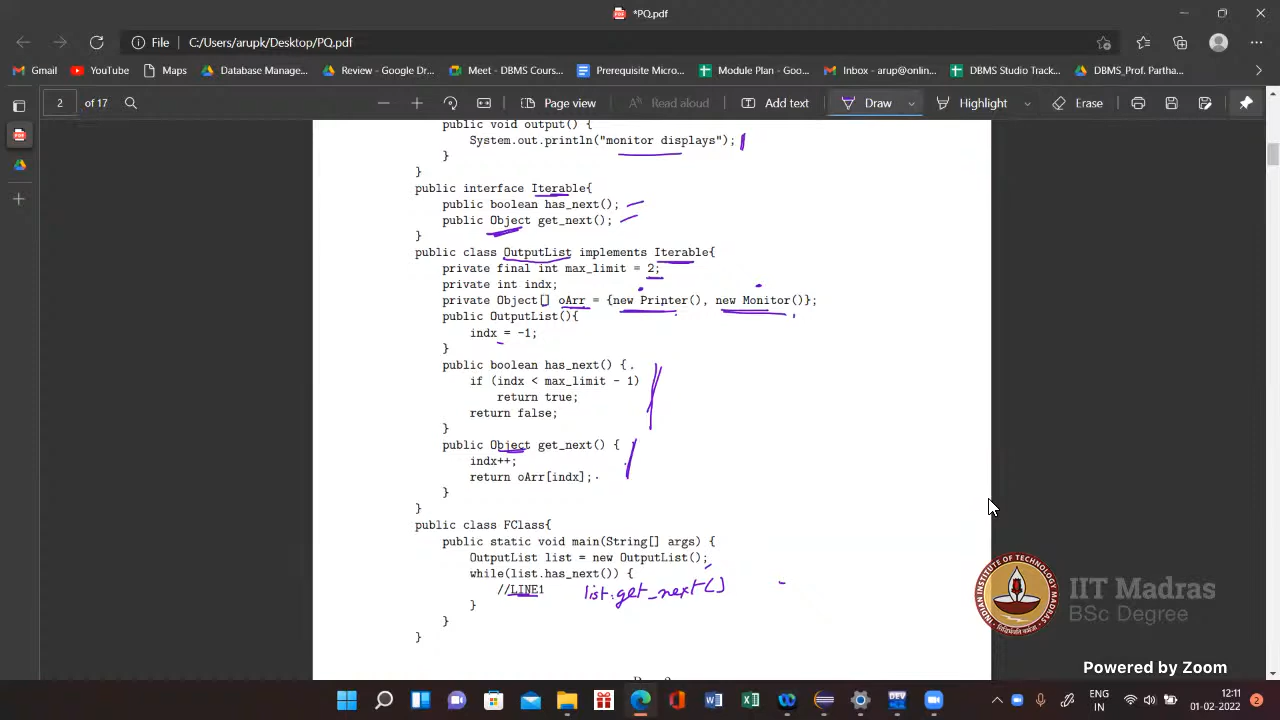 *PQ.pdf
File C:/Users/arupk/Desktop/PQ.pdf
Gmail YouTube Maps Database Manage... Review - Google Dr... Meet - DBMS Cours... Prerequisite Micro... Module Plan - Goo... Inbox - arup@onlin... DBMS Studio Track... DBMS_Prof. Partha...
2 of 17 Page view Read aloud Add text Draw Highlight Erase
public void output() {
System.out.println("monitor displays");
}
}
public interface Iterable{
public boolean has_next();
public Object get_next();
}
public class OutputList implements Iterable{
private final int max_limit = 2;
private int indx;
private Object[] oArr = {new Printer(), new Monitor()};
public OutputList(){
indx = -1;
}
public boolean has_next() {
if (indx < max_limit - 1)
return true;
return false;
}
public Object get_next() {
indx++;
return oArr[indx];
}
}
public class FClass{
public static void main(String[] args) {
OutputList list = new OutputList();
while(list.has_next()) {
//LINE1 list.get_next()
}
}
}
INDIAN INSTITUTE OF TECHNOLOGY MADRAS
IIT Madras
BSc Degree
Powered by Zoom
ENG
IN
12:11
01-02-2022
2